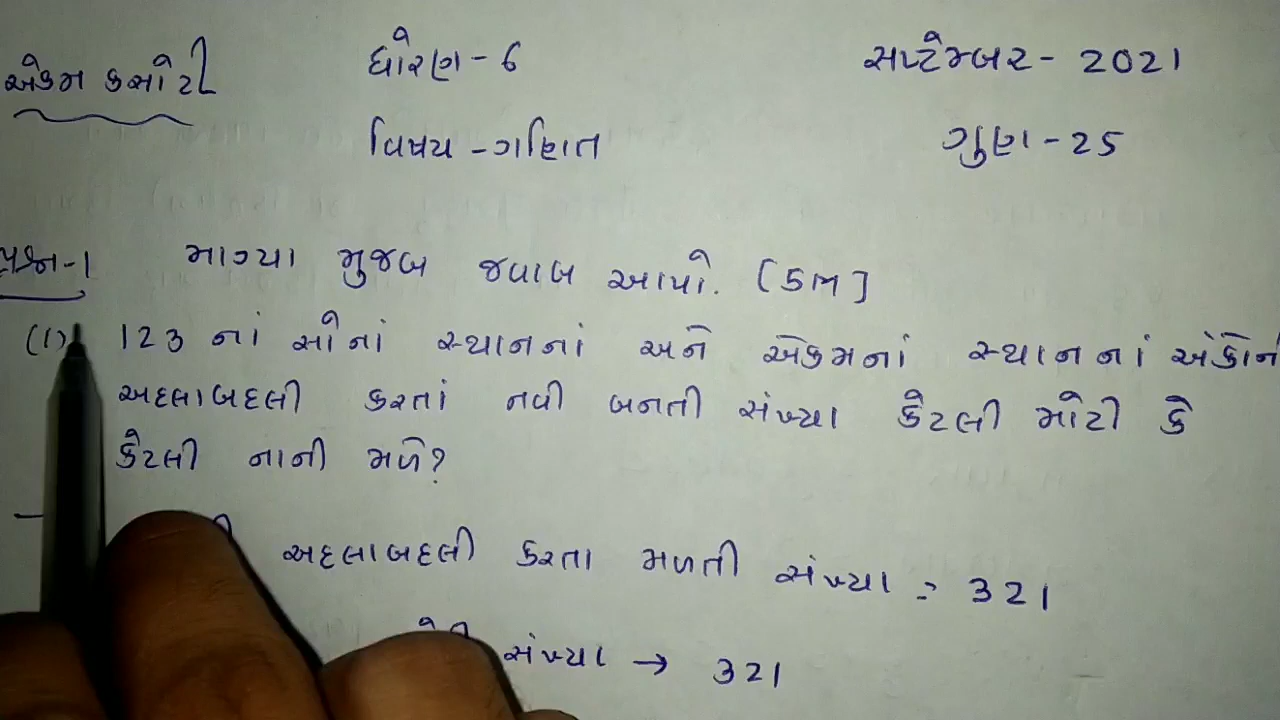 એકમ કસોટી ધોરણ - 6 સપ્ટેમ્બર - 2021
વિષય - ગણિત ગુણ - 25
પ્રશ્ન-1 માગ્યા મુજબ જવાબ આપો. [5M]
(1) 123 નાં સોનાં સ્થાનનાં અને એકમનાં સ્થાનનાં
અદલાબદલી કરતાં નવી બનતી સંખ્યા કેટલી મોટી કે
કેટલી નાની મળે?
અદલાબદલી કરતા મળતી સંખ્યા = 321
સંખ્યા → 321